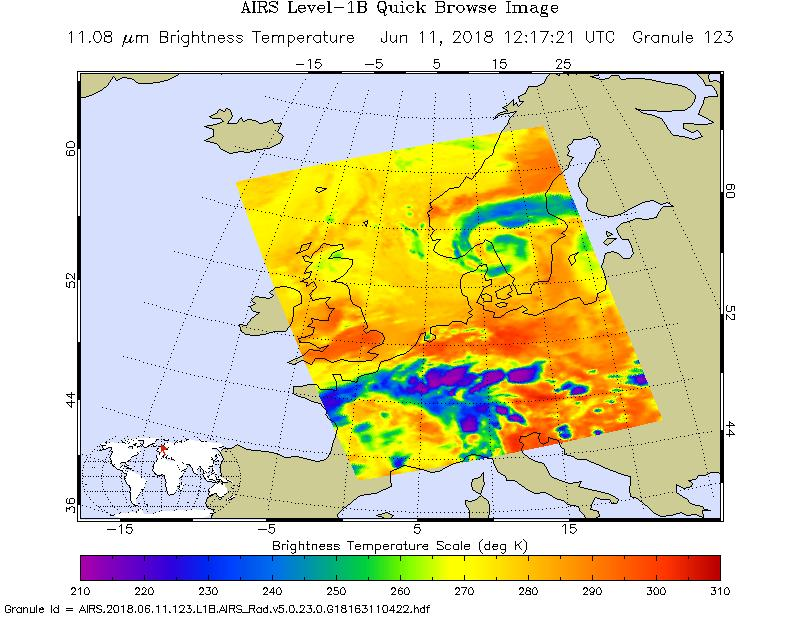 AIRS Level-1B Quick Browse Image
11.08 μm Brightness Temperature Jun 11, 2018 12:17:21 UTC Granule 123
-15 -5 5 15 25
60
60
52
52
44
44
36
-15 -5 5 15
Brightness Temperature Scale (deg K)
210 220 230 240 250 260 270 280 290 300 310
Granule Id = AIRS.2018.06.11.123.L1B.AIRS_Rad.v5.0.23.0.G18163110422.hdf